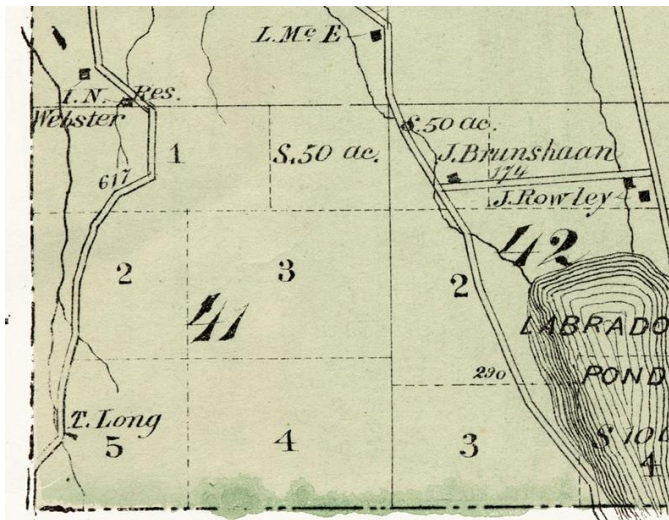 L. Mc E
I. N. Res.
Webster
S. 50 ac.
1
S. 50 ac.
J. Brunshaan
617
174
J. Rowley
42
2
3
2
41
LABRADO
POND
290
T. Long
5
4
3
S 10
4